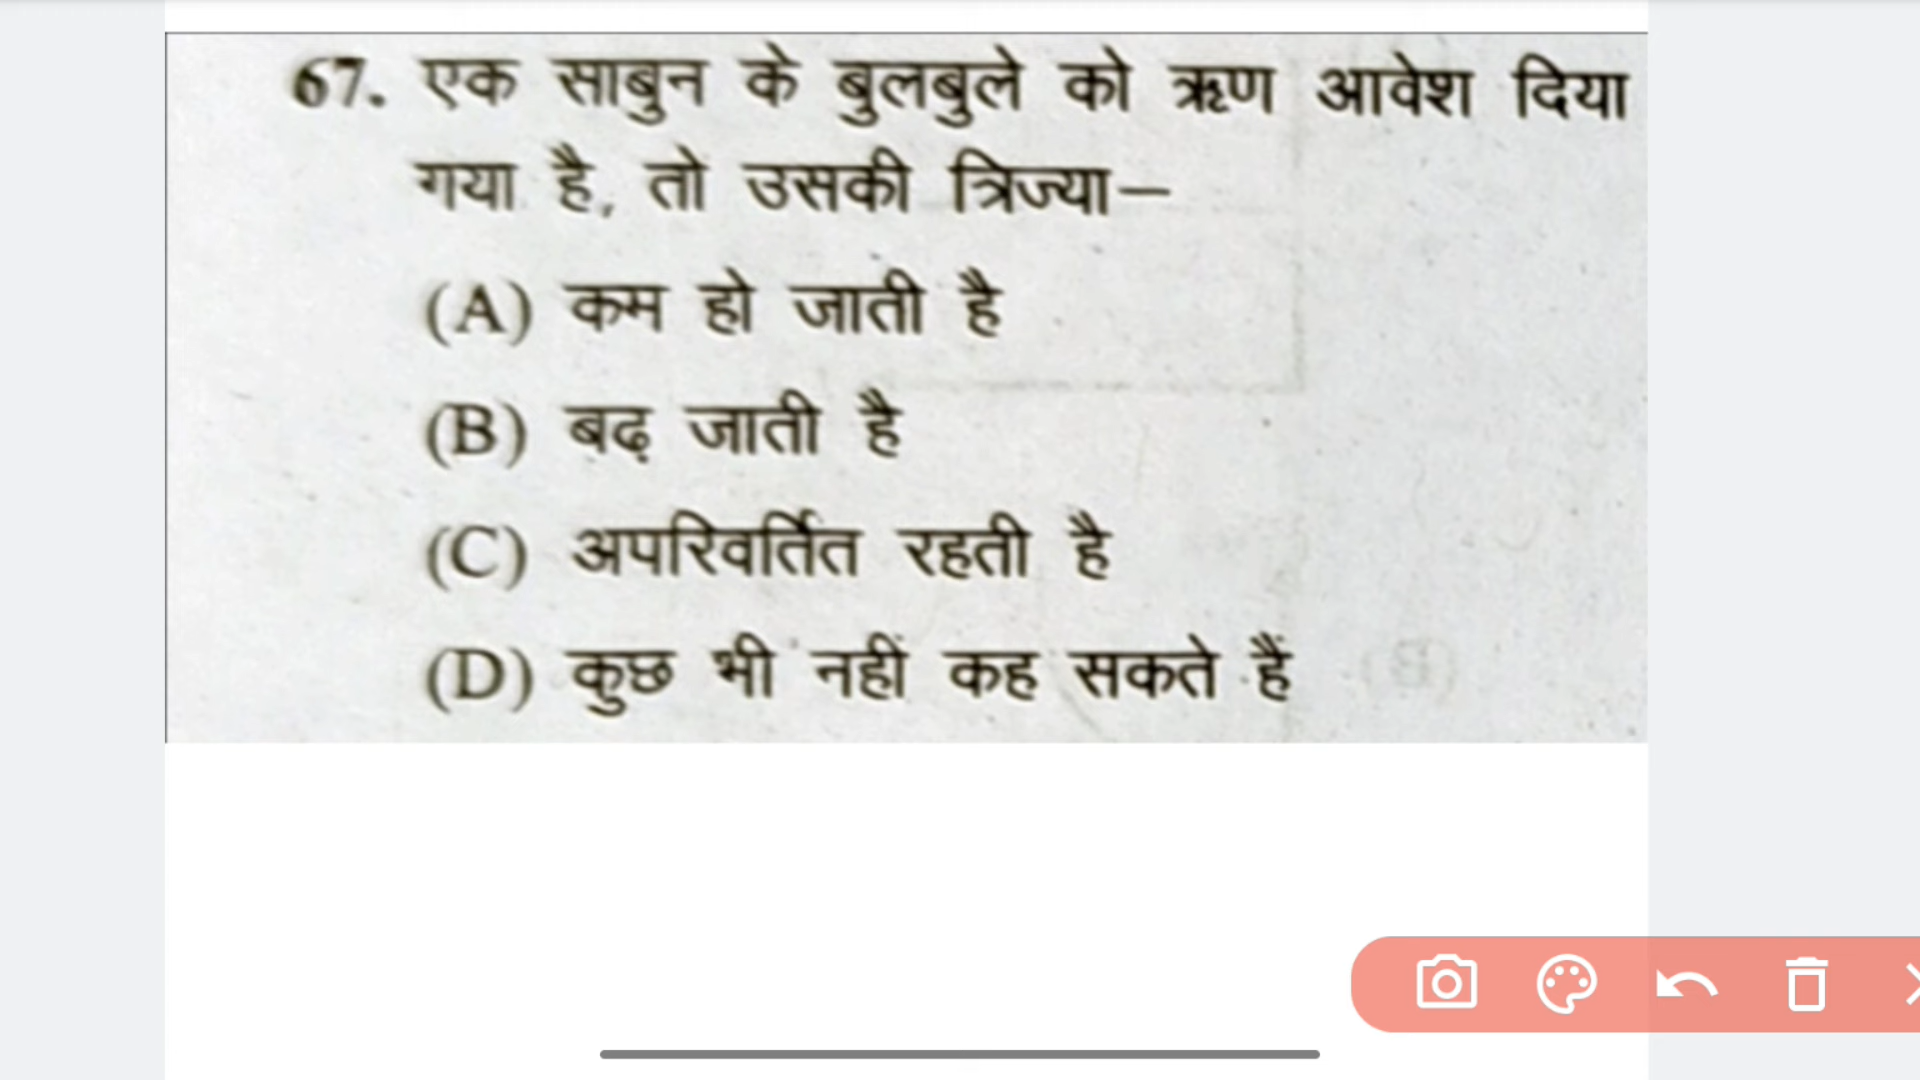 67. एक साबुन के बुलबुले को ऋण आवेश दिया
गया है, तो उसकी त्रिज्या—
(A) कम हो जाती है
(B) बढ़ जाती है
(C) अपरिवर्तित रहती है
(D) कुछ भी नहीं कह सकते हैं